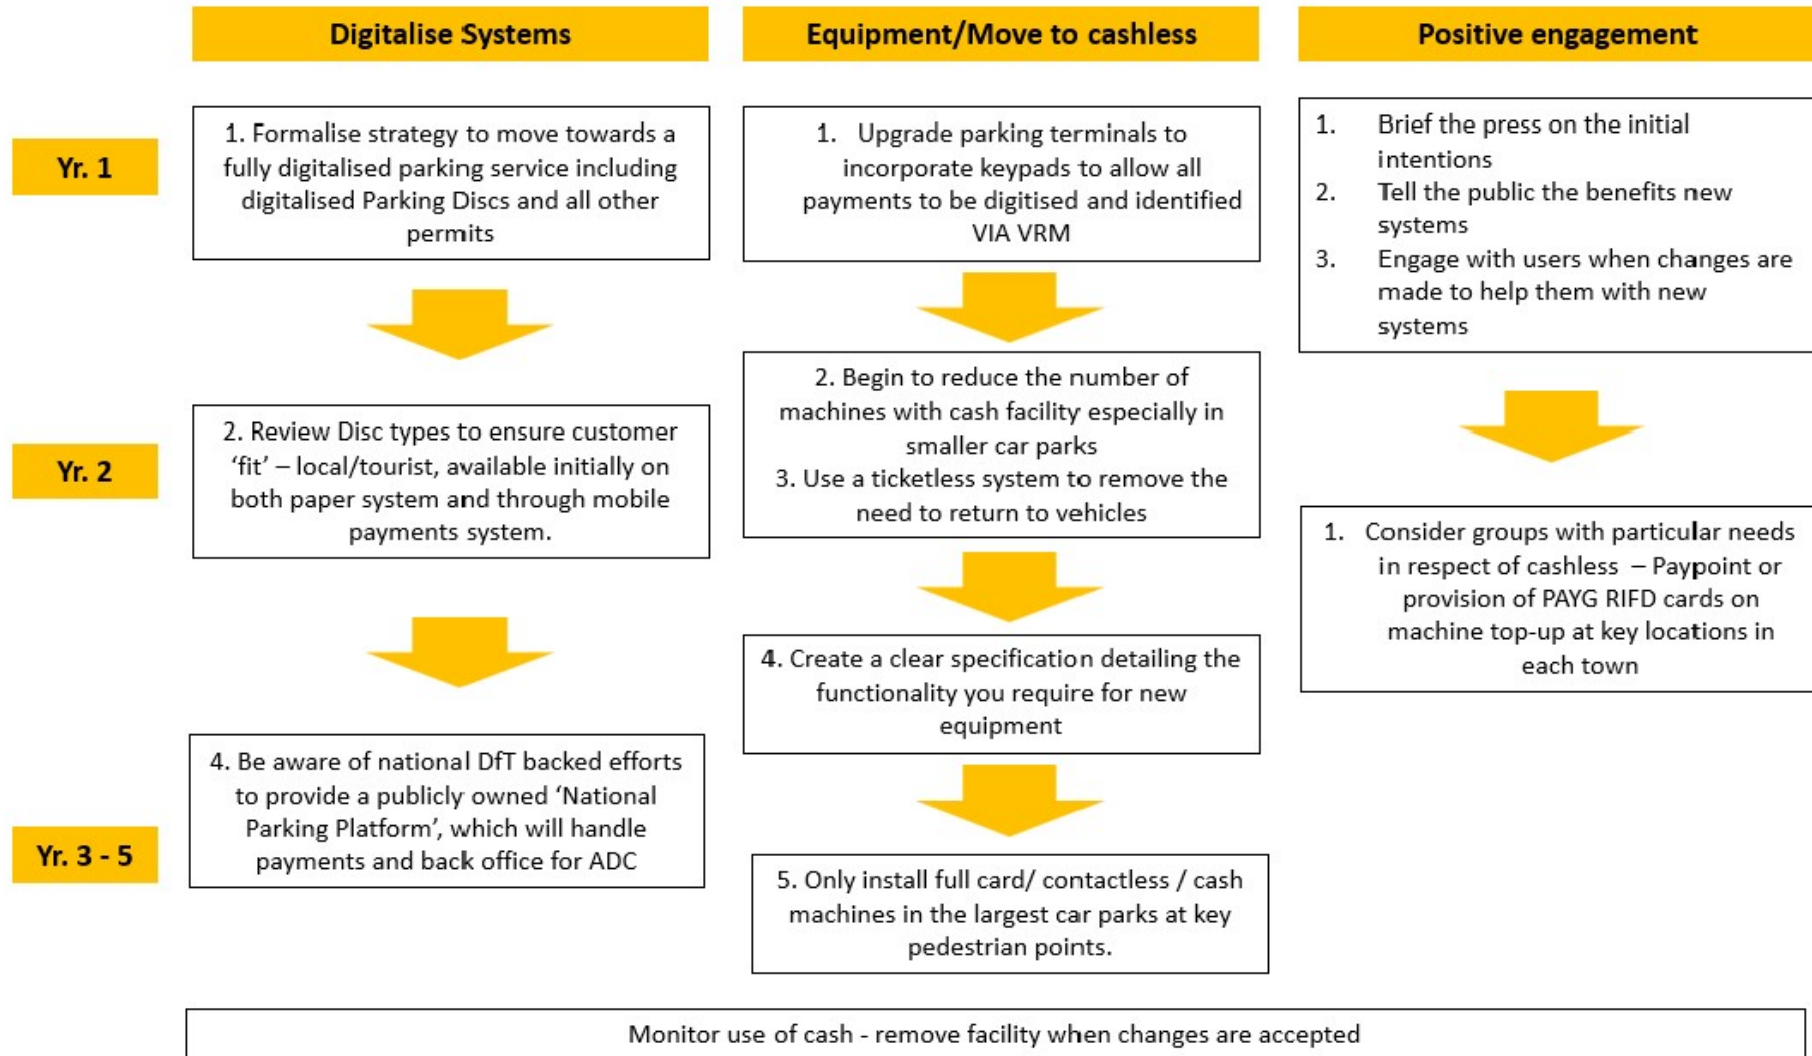 Digitalise Systems
Equipment/Move to cashless
Positive engagement
Yr. 1
1. Formalise strategy to move towards a
fully digitalised parking service including
digitalised Parking Discs and all other
permits
1. Upgrade parking terminals to
incorporate keypads to allow all
payments to be digitised and identified
VIA VRM
1. Brief the press on the initial
intentions
2. Tell the public the benefits new
systems
3. Engage with users when changes are
made to help them with new
systems
Yr. 2
2. Review Disc types to ensure customer
‘fit’ – local/tourist, available initially on
both paper system and through mobile
payments system.
2. Begin to reduce the number of
machines with cash facility especially in
smaller car parks
3. Use a ticketless system to remove the
need to return to vehicles
1. Consider groups with particular needs
in respect of cashless – Paypoint or
provision of PAYG RIFD cards on
machine top-up at key locations in
each town
4. Create a clear specification detailing the
functionality you require for new
equipment
Yr. 3 - 5
4. Be aware of national DfT backed efforts
to provide a publicly owned ‘National
Parking Platform’, which will handle
payments and back office for ADC
5. Only install full card/ contactless / cash
machines in the largest car parks at key
pedestrian points.
Monitor use of cash - remove facility when changes are accepted